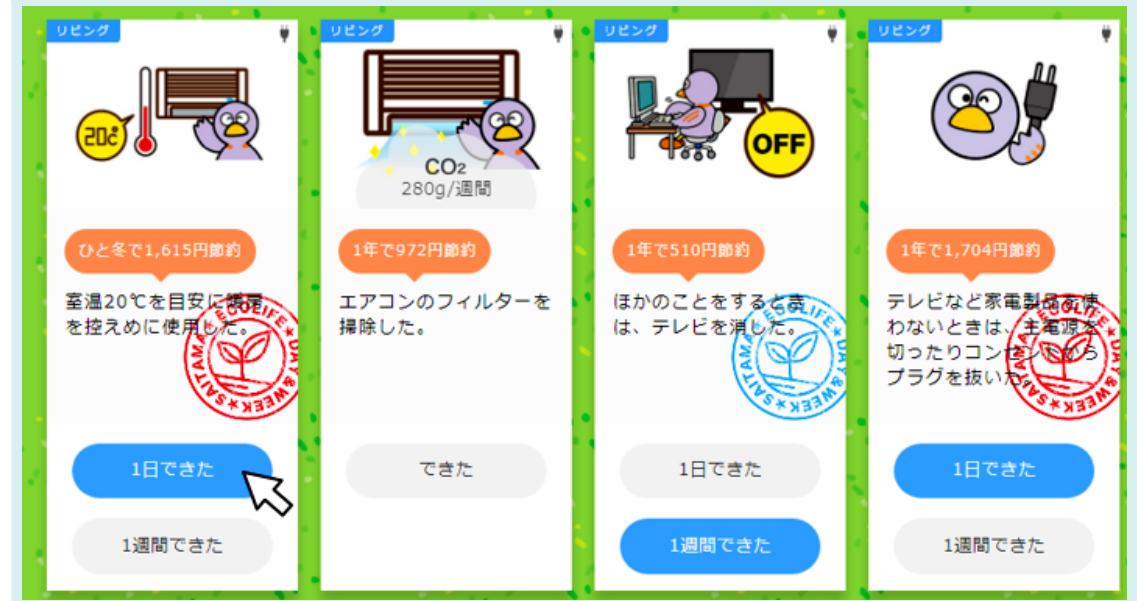 リビング
20℃
ひと冬で1,615円節約
室温20℃を目安に暖房
を控えめに使用した。
SAITAMA★ECOLIFE★DAY&WEEK★
1日できた
1週間できた
リビング
CO2
280g/週間
1年で972円節約
エアコンのフィルターを
掃除した。
できた
リビング
OFF
1年で510円節約
ほかのことをするとき
は、テレビを消した。
SAITAMA★ECOLIFE★DAY&WEEK★
1日できた
1週間できた
リビング
1年で1,704円節約
テレビなど家電製品を使
わないときは、主電源を
切ったりコンセントから
プラグを抜いた。
SAITAMA★ECOLIFE★DAY&WEEK★
1日できた
1週間できた